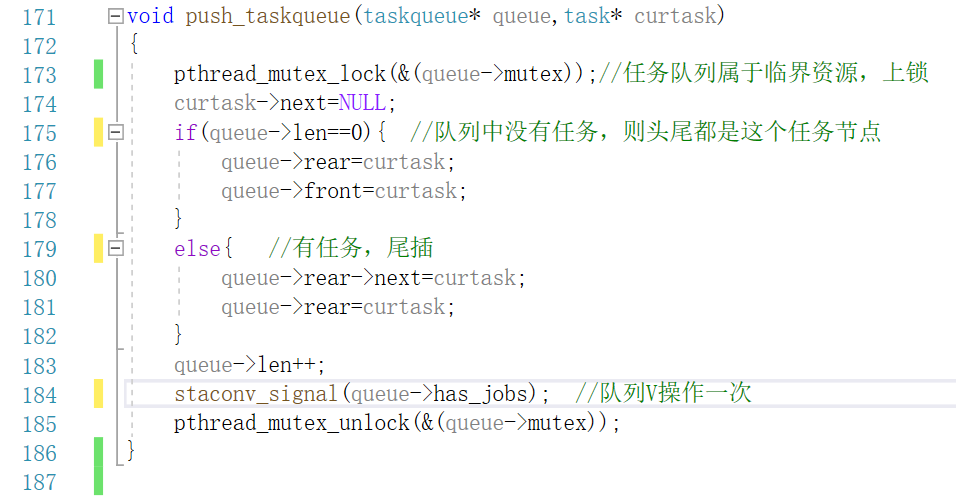 171 void push_taskqueue(taskqueue* queue,task* curtask)
172 {
173 pthread_mutex_lock(&(queue->mutex));//任务队列属于临界资源，上锁
174 curtask->next=NULL;
175 if(queue->len==0){ //队列中没有任务，则头尾都是这个任务节点
176 queue->rear=curtask;
177 queue->front=curtask;
178 }
179 else{ //有任务，尾插
180 queue->rear->next=curtask;
181 queue->rear=curtask;
182 }
183 queue->len++;
184 staconv_signal(queue->has_jobs); //队列V操作一次
185 pthread_mutex_unlock(&(queue->mutex));
186 }
187